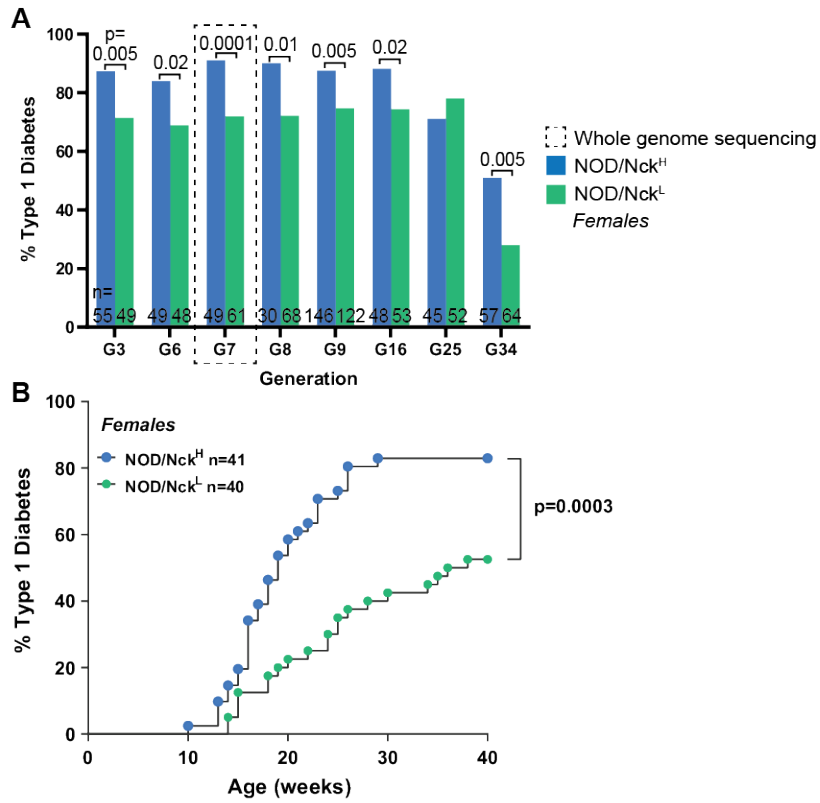 A
p=
0.005
0.02
0.0001
0.01
0.005
0.02
0.005
100
80
60
40
20
0
% Type 1 Diabetes
n=
55 49 49 48 49 61 30 68 146 122 48 53 45 52 57 64
G3 G6 G7 G8 G9 G16 G25 G34
Generation
Whole genome sequencing
NOD/Nckᴴ
NOD/Nckᴸ
Females
B
100
80
60
40
20
0
% Type 1 Diabetes
Females
NOD/Nckᴴ n=41
NOD/Nckᴸ n=40
p=0.0003
0 10 20 30 40
Age (weeks)